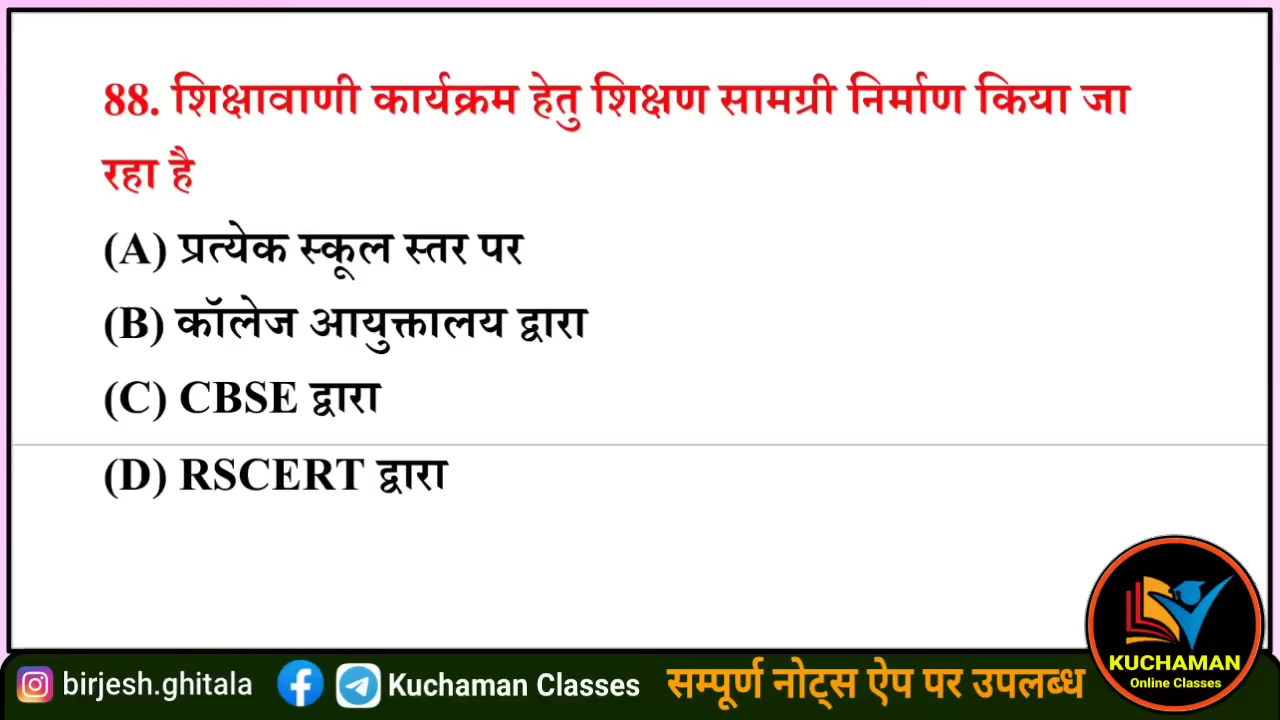 88. शिक्षावाणी कार्यक्रम हेतु शिक्षण सामग्री निर्माण किया जा
रहा है
(A) प्रत्येक स्कूल स्तर पर
(B) कॉलेज आयुक्तालय द्वारा
(C) CBSE द्वारा
(D) RSCERT द्वारा
KUCHAMAN
Online Classes
birjesh.ghitala Kuchaman Classes सम्पूर्ण नोट्स ऐप पर उपलब्ध